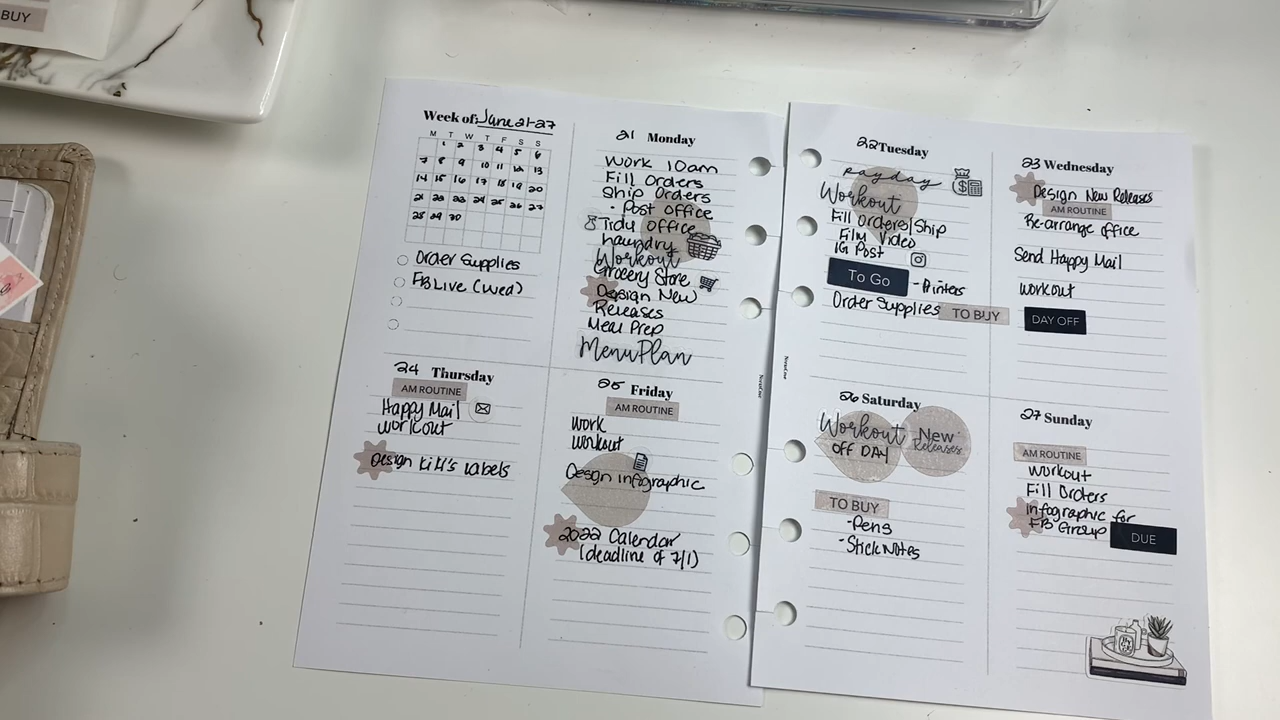 BUY
Week of: June 21-27
M T W T F S S
1 2 3 4 5 6
7 8 9 10 11 12 13
14 15 16 17 18 19 20
21 22 23 24 25 26 27
28 29 30
Order Supplies
FB Live (Wed)
21 Monday
Work 10am
Fill Orders
Ship Orders
• Post Office
Tidy Office
Laundry
Workout
Grocery Store
Design New
Releases
Meal Prep
Menu Plan
22 Tuesday
payday
Workout
Fill Orders/Ship
Film Video
IG Post
To Go - Printers
Order Supplies TO BUY
23 Wednesday
Design New Releases
AM ROUTINE
Re-arrange Office
Send Happy Mail
Workout
DAY OFF
24 Thursday
AM ROUTINE
Happy Mail
Workout
Design Kiki's Labels
25 Friday
AM ROUTINE
Work
Workout
Design Infographic
2022 Calendar
(deadline of 7/1)
26 Saturday
Workout
OFF DAY
New Releases
TO BUY
-Pens
-Stick Notes
27 Sunday
AM ROUTINE
Workout
Fill Orders
Infographic for
FB Group DUE